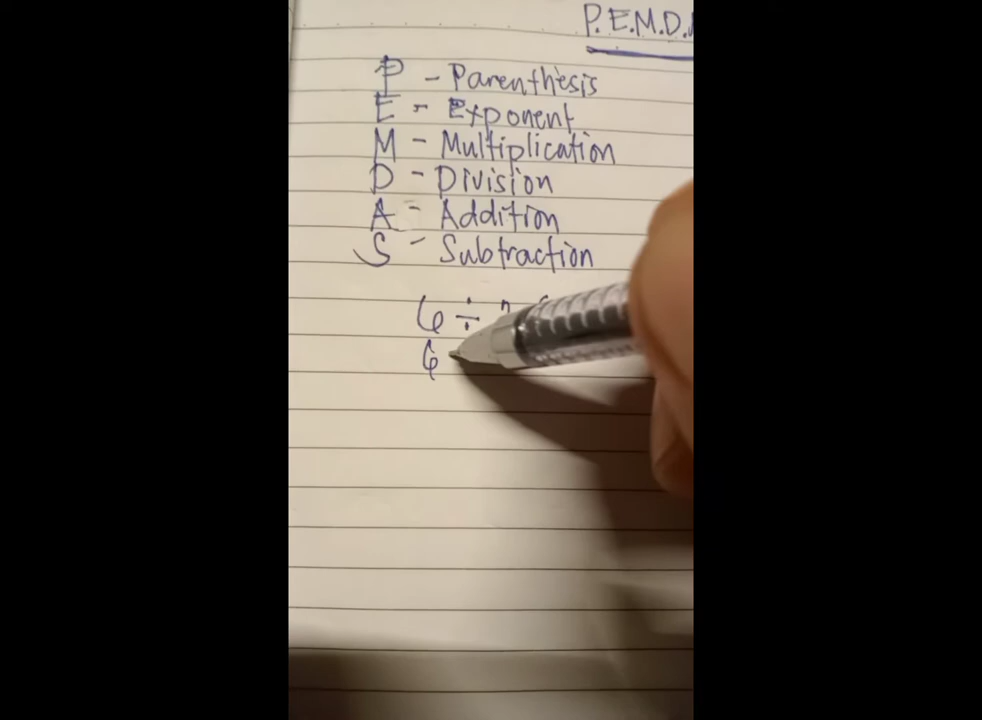 P.E.M.D.
P - Parenthesis
E - Exponent
M - Multiplication
D - Division
A - Addition
S - Subtraction
6 ÷
6